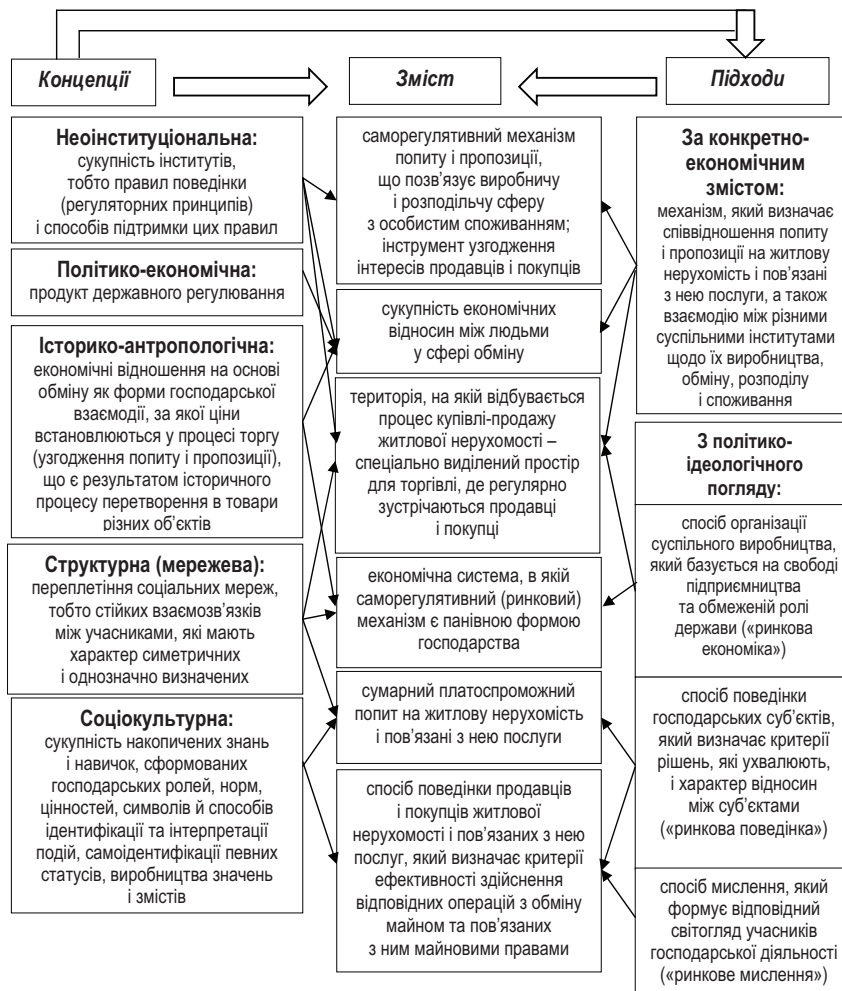 Концепції
Зміст
Підходи
Неоінституціональна:
сукупність інститутів,
тобто правил поведінки
(регуляторних принципів)
і способів підтримки цих правил
Політико-економічна:
продукт державного регулювання
Історико-антропологічна:
економічні відношення на основі
обміну як форми господарської
взаємодії, за якої ціни
встановлюються у процесі торгу
(узгодження попиту і пропозиції),
що є результатом історичного
процесу перетворення в товари
різних об’єктів
Структурна (мережева):
переплетіння соціальних мереж,
тобто стійких взаємозв’язків
між учасниками, які мають
характер симетричних
і однозначно визначених
Соціокультурна:
сукупність накопичених знань
і навичок, сформованих
господарських ролей, норм,
цінностей, символів й способів
ідентифікації та інтерпретації
подій, самоідентифікації певних
статусів, виробництва значень
і змістів
саморегулятивний механізм
попиту і пропозиції,
що позв’язує виробничу
і розподільчу сферу
з особистим споживанням;
інструмент узгодження
інтересів продавців і покупців
сукупність економічних
відносин між людьми
у сфері обміну
територія, на якій відбувається
процес купівлі-продажу
житлової нерухомості –
спеціально виділений простір
для торгівлі, де регулярно
зустрічаються продавці
і покупці
економічна система, в якій
саморегулятивний (ринковий)
механізм є панівною формою
господарства
сумарний платоспроможний
попит на житлову нерухомість
і пов’язані з нею послуги
спосіб поведінки продавців
і покупців житлової
нерухомості і пов’язаних з нею
послуг, який визначає критерії
ефективності здійснення
відповідних операцій з обміну
майном та пов’язаних
з ним майновими правами
За конкретно-
економічним
змістом:
механізм, який визначає
співвідношення попиту
і пропозиції на житлову
нерухомість і пов’язані
з нею послуги, а також
взаємодію між різними
суспільними інститутами
щодо їх виробництва,
обміну, розподілу
і споживання
З політико-
ідеологічного
погляду:
спосіб організації
суспільного виробництва,
який базується на свободі
підприємництва
та обмеженій ролі
держави («ринкова
економіка»)
спосіб поведінки
господарських суб’єктів,
який визначає критерії
рішень, які ухвалюють,
і характер відносин
між суб’єктами
(«ринкова поведінка»)
спосіб мислення, який
формує відповідний
світогляд учасників
господарської діяльності
(«ринкове мислення»)